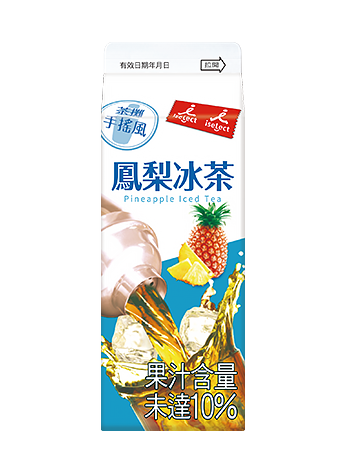 有效日期年月日
拉開
茶攤
手搖風
iselect
iselect
鳳梨冰茶
Pineapple Iced Tea
果汁含量
未達10%